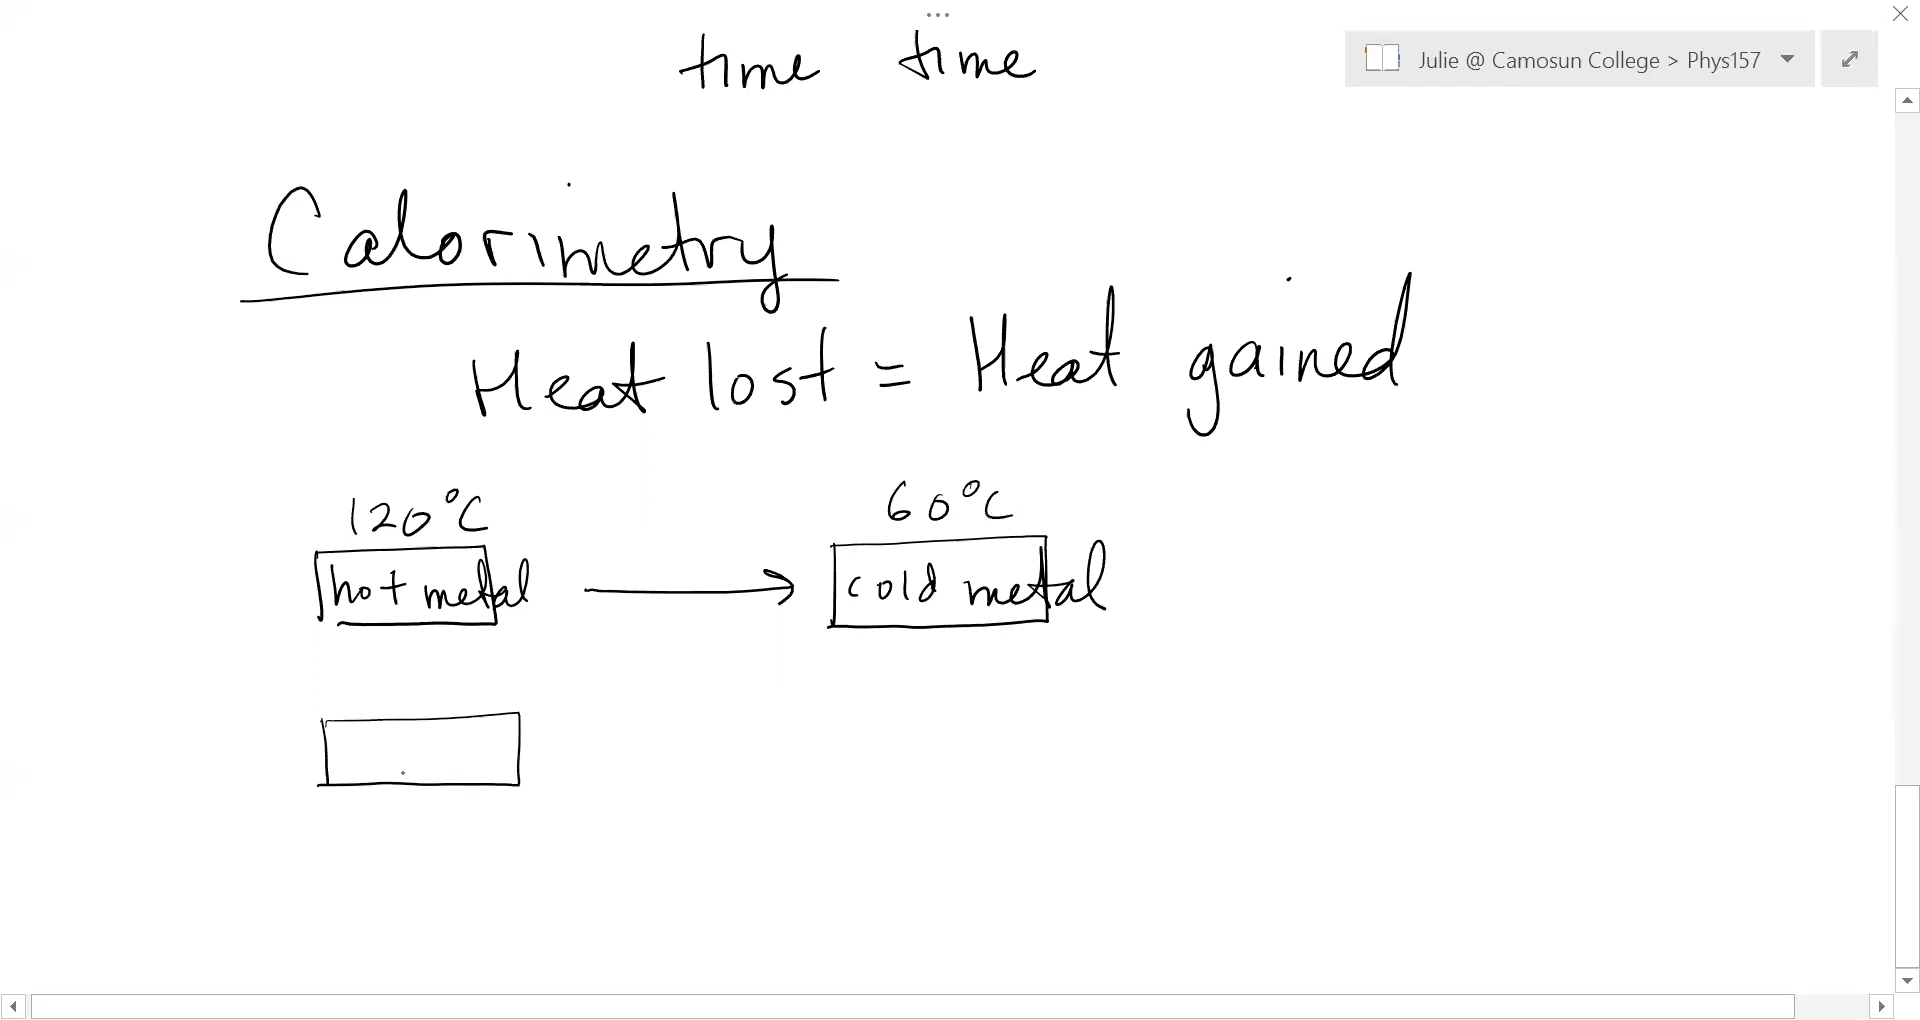 time time
Julie @ Camosun College > Phys157
Calorimetry
Heat lost = Heat gained
120°C 60°C
hot metal → cold metal